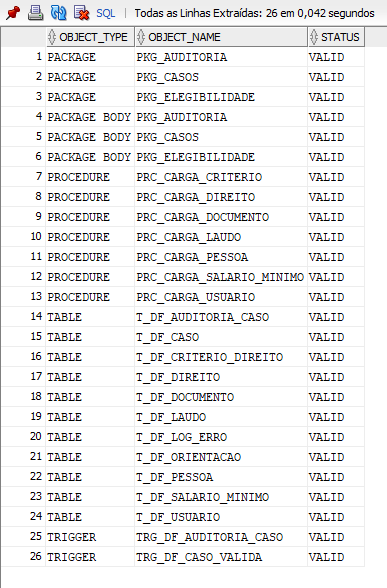 SQL | Todas as Linhas Extraídas: 26 em 0,042 segundos
OBJECT_TYPE OBJECT_NAME STATUS
1 PACKAGE PKG_AUDITORIA VALID
2 PACKAGE PKG_CASOS VALID
3 PACKAGE PKG_ELEGIBILIDADE VALID
4 PACKAGE BODY PKG_AUDITORIA VALID
5 PACKAGE BODY PKG_CASOS VALID
6 PACKAGE BODY PKG_ELEGIBILIDADE VALID
7 PROCEDURE PRC_CARGA_CRITERIO VALID
8 PROCEDURE PRC_CARGA_DIREITO VALID
9 PROCEDURE PRC_CARGA_DOCUMENTO VALID
10 PROCEDURE PRC_CARGA_LAUDO VALID
11 PROCEDURE PRC_CARGA_PESSOA VALID
12 PROCEDURE PRC_CARGA_SALARIO_MINIMO VALID
13 PROCEDURE PRC_CARGA_USUARIO VALID
14 TABLE T_DF_AUDITORIA_CASO VALID
15 TABLE T_DF_CASO VALID
16 TABLE T_DF_CRITERIO_DIREITO VALID
17 TABLE T_DF_DIREITO VALID
18 TABLE T_DF_DOCUMENTO VALID
19 TABLE T_DF_LAUDO VALID
20 TABLE T_DF_LOG_ERRO VALID
21 TABLE T_DF_ORIENTACAO VALID
22 TABLE T_DF_PESSOA VALID
23 TABLE T_DF_SALARIO_MINIMO VALID
24 TABLE T_DF_USUARIO VALID
25 TRIGGER TRG_DF_AUDITORIA_CASO VALID
26 TRIGGER TRG_DF_CASO_VALIDA VALID